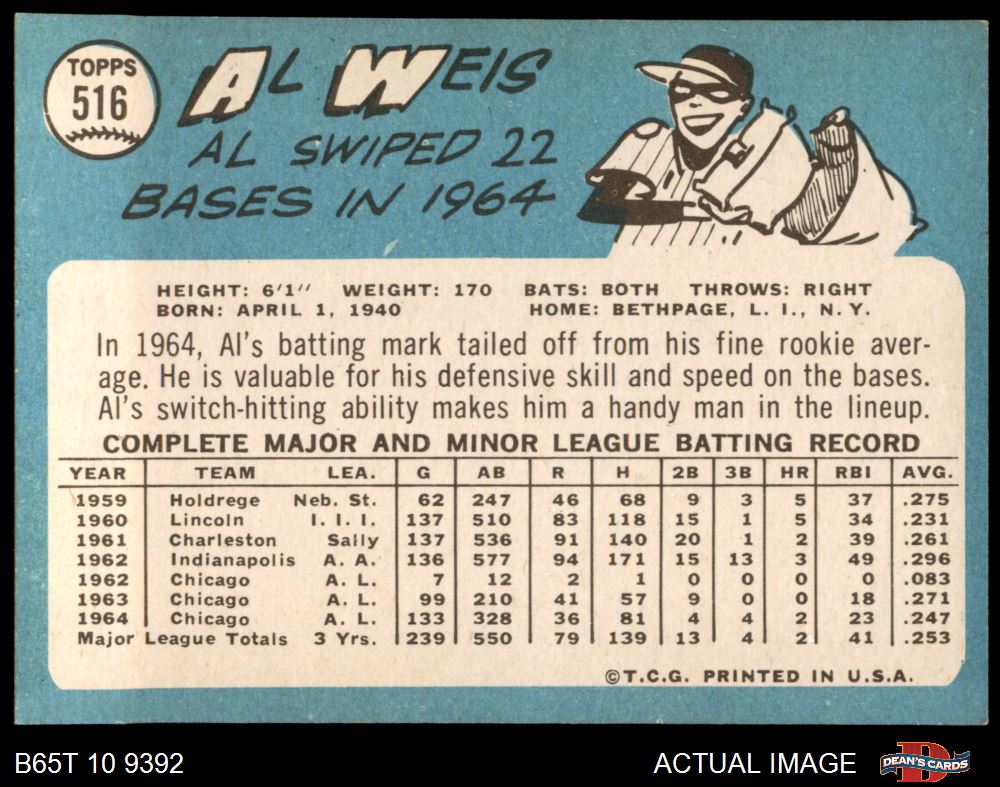 TOPPS
516
AL WEIS
AL SWIPED 22
BASES IN 1964
HEIGHT: 6'1" WEIGHT: 170 BATS: BOTH THROWS: RIGHT
BORN: APRIL 1, 1940 HOME: BETHPAGE, L. I., N. Y.
In 1964, Al's batting mark tailed off from his fine rookie aver-
age. He is valuable for his defensive skill and speed on the bases.
Al's switch-hitting ability makes him a handy man in the lineup.
COMPLETE MAJOR AND MINOR LEAGUE BATTING RECORD
YEAR TEAM LEA. G AB R H 2B 3B HR RBI AVG.
1959 Holdrege Neb. St. 62 247 46 68 9 3 5 37 .275
1960 Lincoln I. I. I. 137 510 83 118 15 1 5 34 .231
1961 Charleston Sally 137 536 91 140 20 1 2 39 .261
1962 Indianapolis A. A. 136 577 94 171 15 13 3 49 .296
1962 Chicago A. L. 7 12 2 1 0 0 0 0 .083
1963 Chicago A. L. 99 210 41 57 9 0 0 18 .271
1964 Chicago A. L. 133 328 36 81 4 4 2 23 .247
Major League Totals 3 Yrs. 239 550 79 139 13 4 2 41 .253
©T.C.G. PRINTED IN U.S.A.
B65T 10 9392 ACTUAL IMAGE DEAN'S CARDS